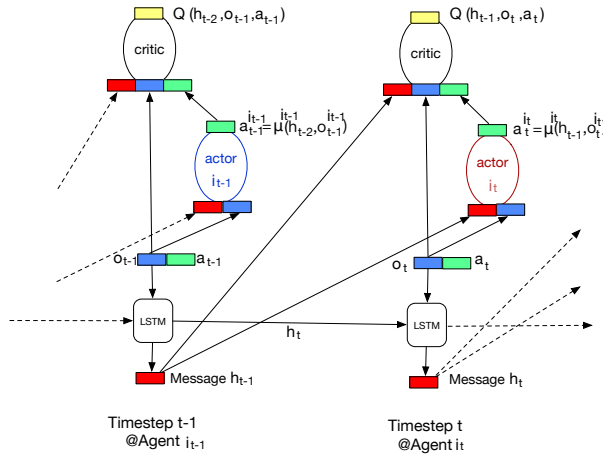 Q (h_{t-2},o_{t-1},a_{t-1})
critic
a_{t-1}^{i_{t-1}}=μ^{i_{t-1}}(h_{t-2},o_{t-1}^{i_{t-1}})
actor
i_{t-1}
o_{t-1}
a_{t-1}
LSTM
Message h_{t-1}
Timestep t-1
@Agent i_{t-1}
h_t
Q (h_{t-1},o_t,a_t)
critic
a_t^{i_t}=μ^{i_t}(h_{t-1},o_t^{i_t})
actor
i_t
o_t
a_t
LSTM
Message h_t
Timestep t
@Agent i_t